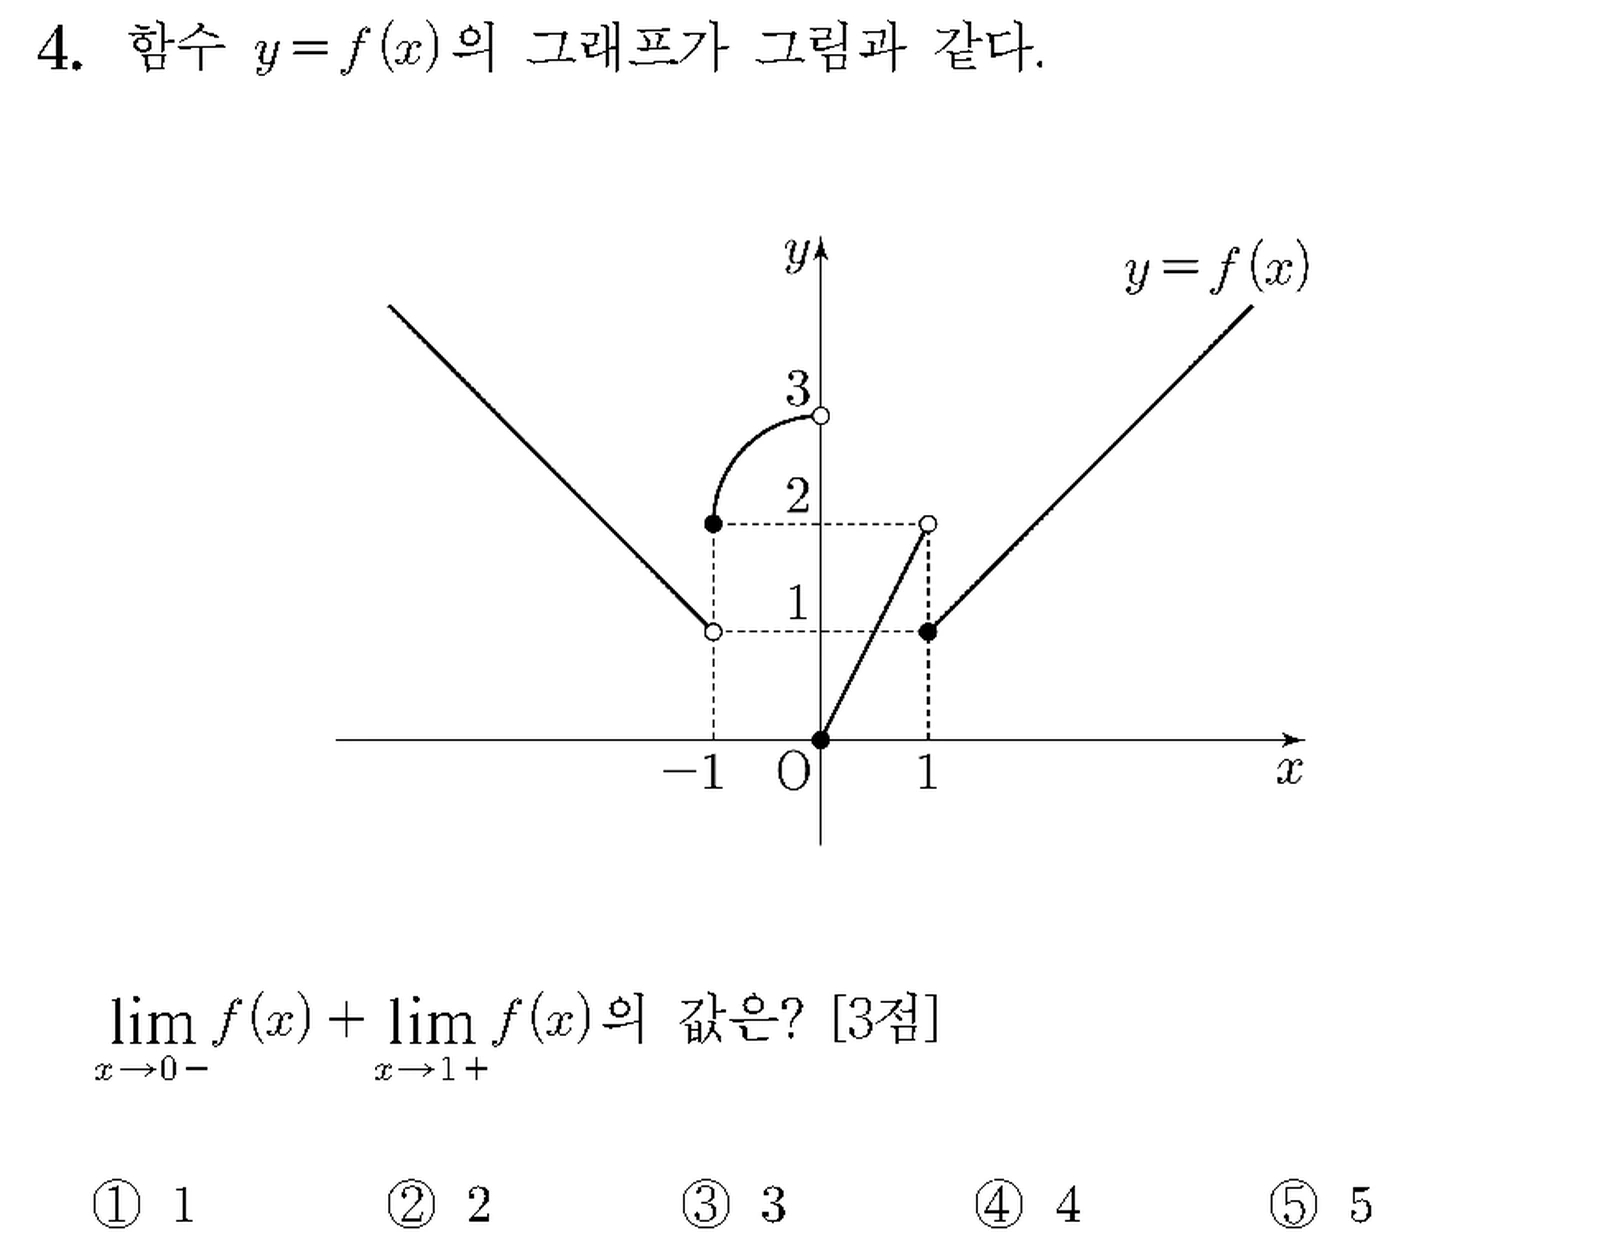 4. 함수 y=f(x)의 그래프가 그림과 같다.
y
y=f(x)
3
2
1
-1 O 1 x
lim f(x) + lim f(x)의 값은? [3점]
x→0- x→1+
① 1 ② 2 ③ 3 ④ 4 ⑤ 5